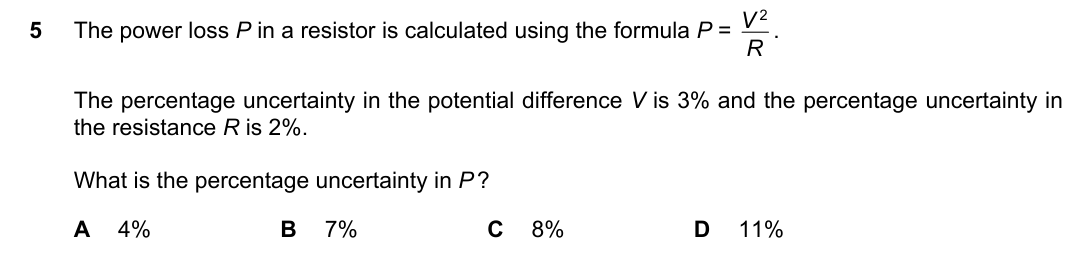 5 The power loss P in a resistor is calculated using the formula P = V²/R.
The percentage uncertainty in the potential difference V is 3% and the percentage uncertainty in
the resistance R is 2%.
What is the percentage uncertainty in P?
A 4% B 7% C 8% D 11%